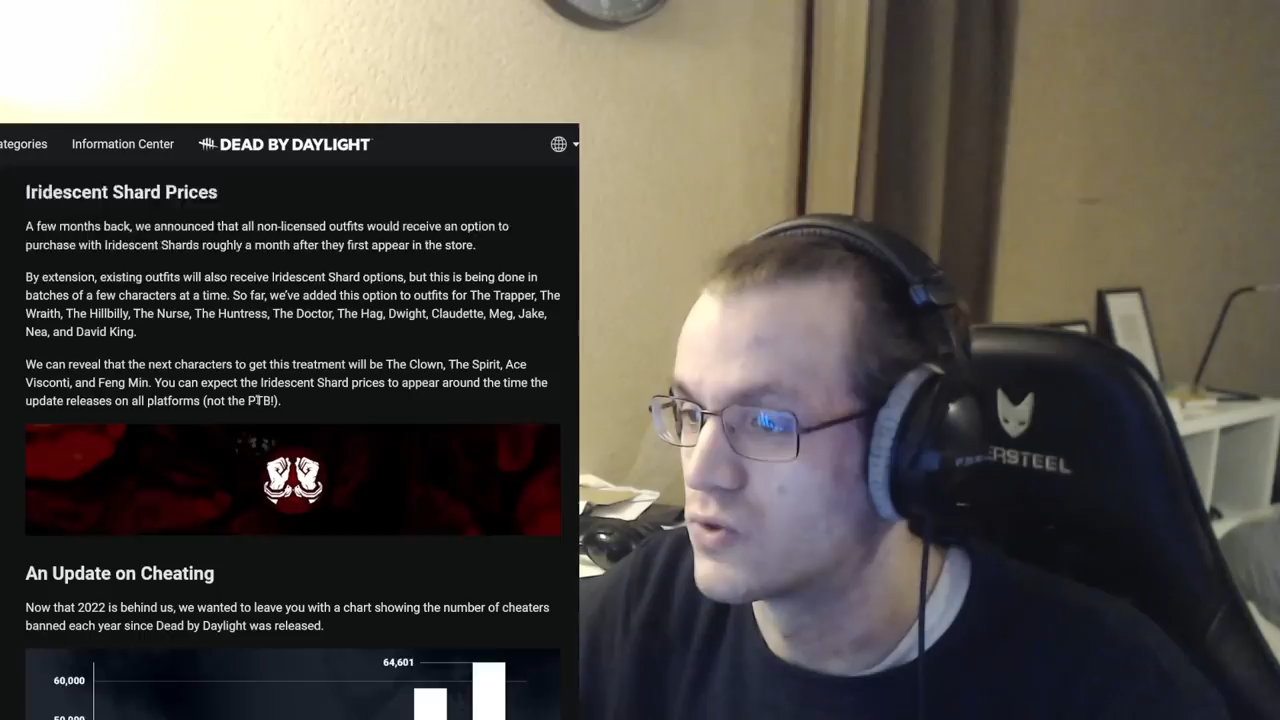 ategories
Information Center
DEAD BY DAYLIGHT
Iridescent Shard Prices
A few months back, we announced that all non-licensed outfits would receive an option to
purchase with Iridescent Shards roughly a month after they first appear in the store.
By extension, existing outfits will also receive Iridescent Shard options, but this is being done in
batches of a few characters at a time. So far, we've added this option to outfits for The Trapper, The
Wraith, The Hillbilly, The Nurse, The Huntress, The Doctor, The Hag, Dwight, Claudette, Meg, Jake,
Nea, and David King.
We can reveal that the next characters to get this treatment will be The Clown, The Spirit, Ace
Visconti, and Feng Min. You can expect the Iridescent Shard prices to appear around the time the
update releases on all platforms (not the PTB!).
An Update on Cheating
Now that 2022 is behind us, we wanted to leave you with a chart showing the number of cheaters
banned each year since Dead by Daylight was released.
64,601
60,000
50,000